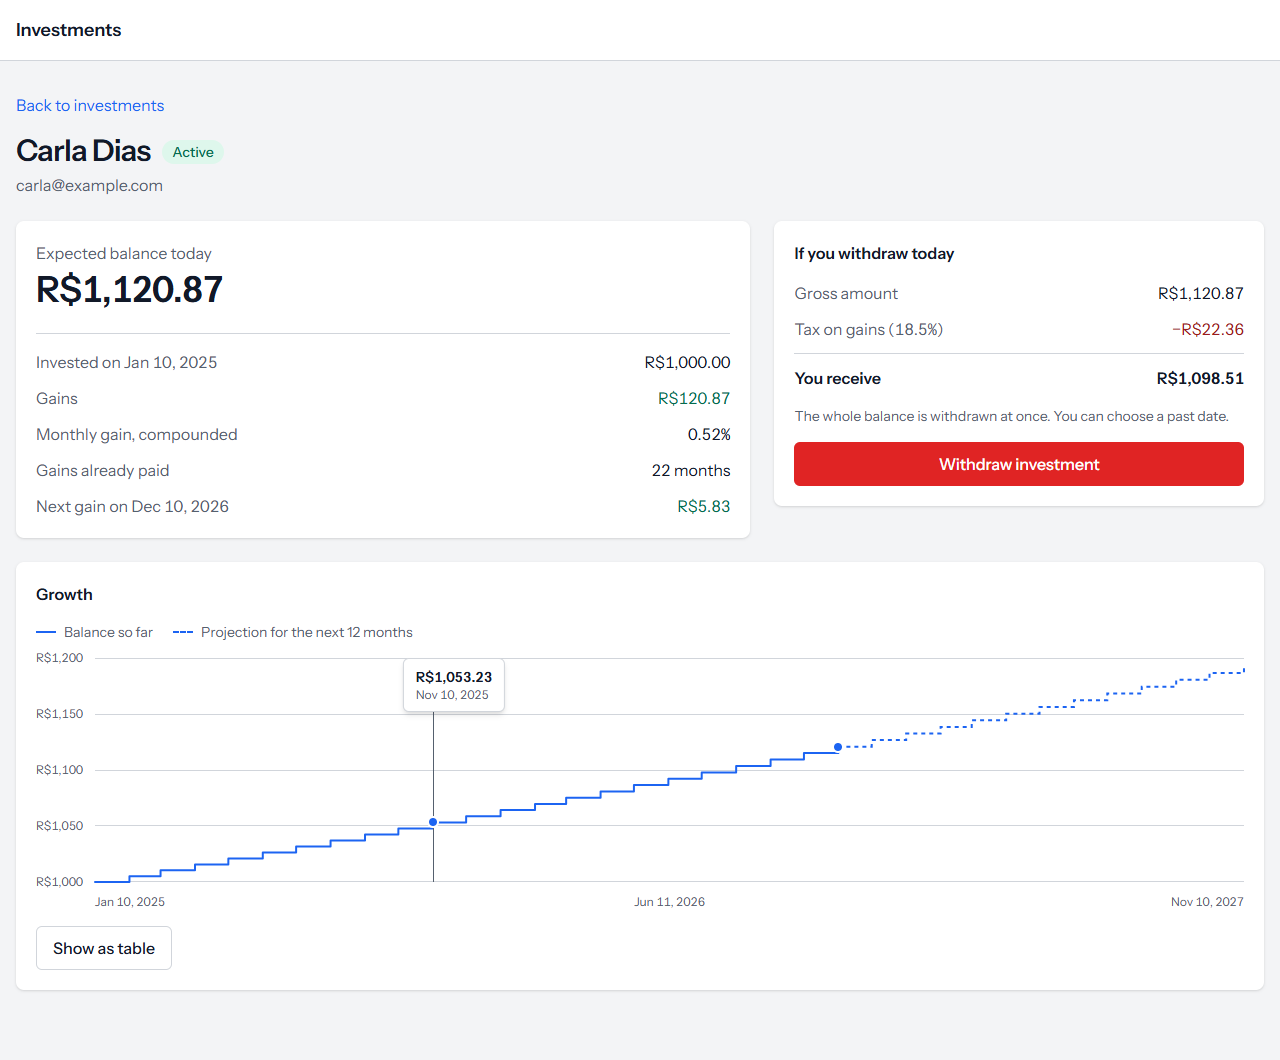 Investments
Back to investments
Carla Dias Active
carla@example.com
Expected balance today
R$1,120.87
Invested on Jan 10, 2025 R$1,000.00
Gains R$120.87
Monthly gain, compounded 0.52%
Gains already paid 22 months
Next gain on Dec 10, 2026 R$5.83
If you withdraw today
Gross amount R$1,120.87
Tax on gains (18.5%) −R$22.36
You receive R$1,098.51
The whole balance is withdrawn at once. You can choose a past date.
Withdraw investment
Growth
Balance so far Projection for the next 12 months
R$1,200
R$1,053.23
Nov 10, 2025
R$1,150
R$1,100
R$1,050
R$1,000
Jan 10, 2025 Jun 11, 2026 Nov 10, 2027
Show as table